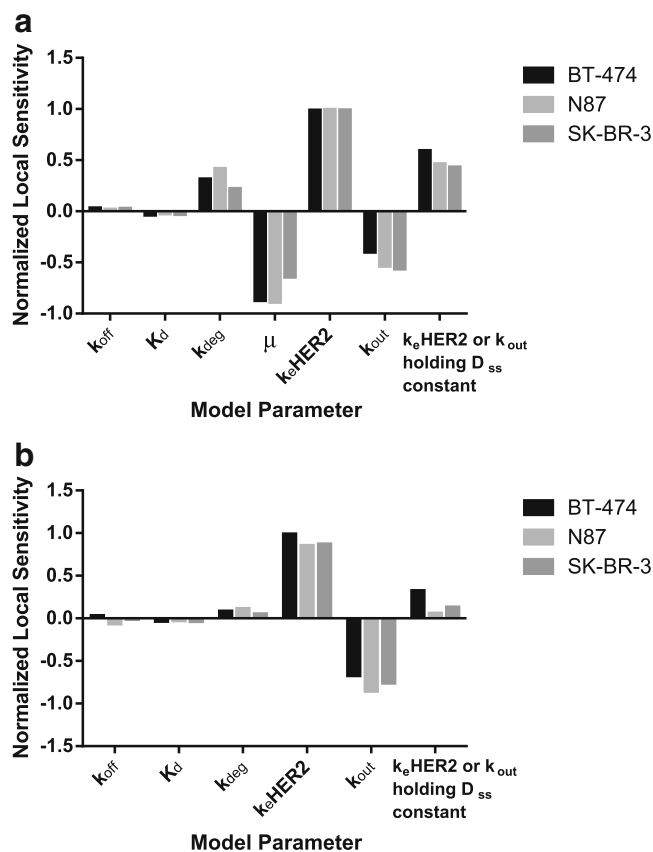 a
1.5
1.0
0.5
0.0
-0.5
-1.0
Normalized Local Sensitivity
BT-474
N87
SK-BR-3
koff
Kd
kdeg
μ
keHER2
kout
keHER2 or kout
holding Dss
constant
Model Parameter
b
1.5
1.0
0.5
0.0
-0.5
-1.0
-1.5
Normalized Local Sensitivity
BT-474
N87
SK-BR-3
koff
Kd
kdeg
keHER2
kout
keHER2 or kout
holding Dss
constant
Model Parameter